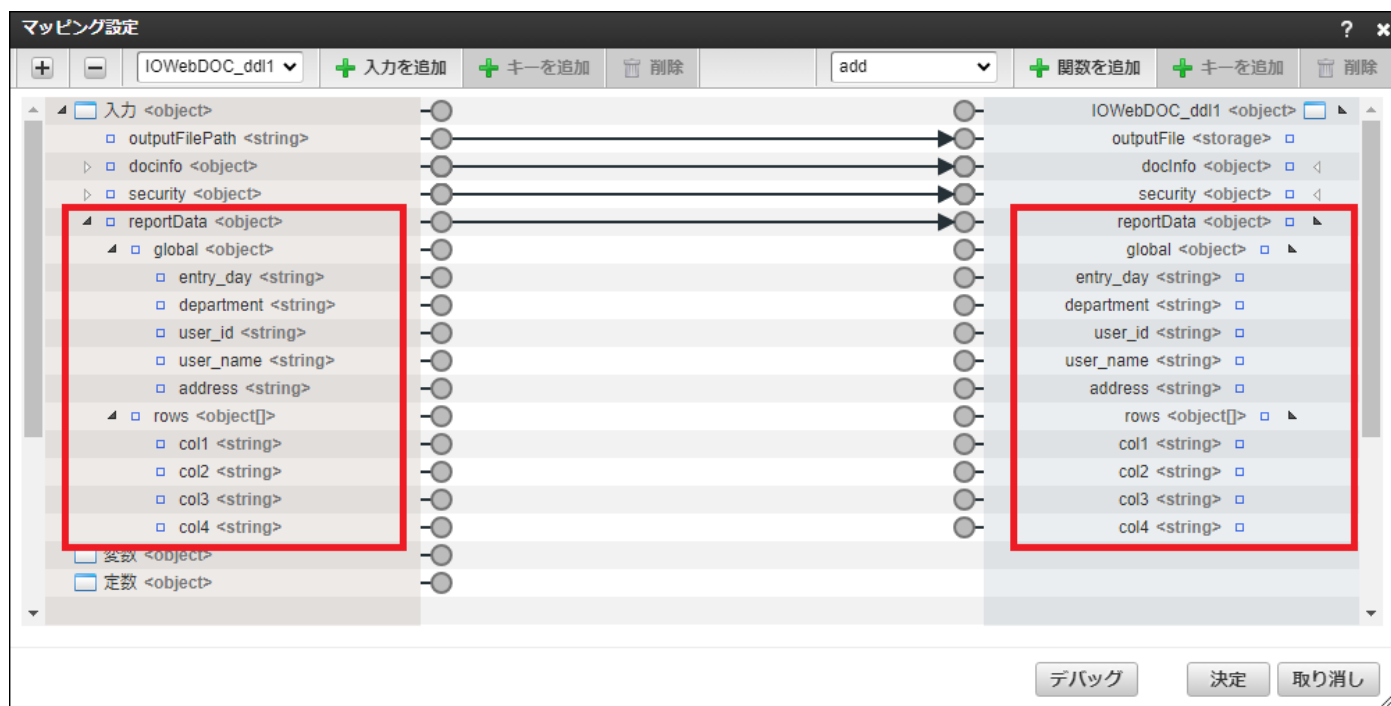 マッピング設定 ? ×
+ − IOWebDOC_ddl1 入力を追加 キーを追加 削除 add 関数を追加 キーを追加 削除
入力 <object> IOWebDOC_ddl1 <object>
outputFilePath <string> outputFile <storage>
docinfo <object> docInfo <object>
security <object> security <object>
reportData <object> reportData <object>
global <object> global <object>
entry_day <string> entry_day <string>
department <string> department <string>
user_id <string> user_id <string>
user_name <string> user_name <string>
address <string> address <string>
rows <object[]> rows <object[]>
col1 <string> col1 <string>
col2 <string> col2 <string>
col3 <string> col3 <string>
col4 <string> col4 <string>
変数 <object>
定数 <object>
デバッグ 決定 取り消し